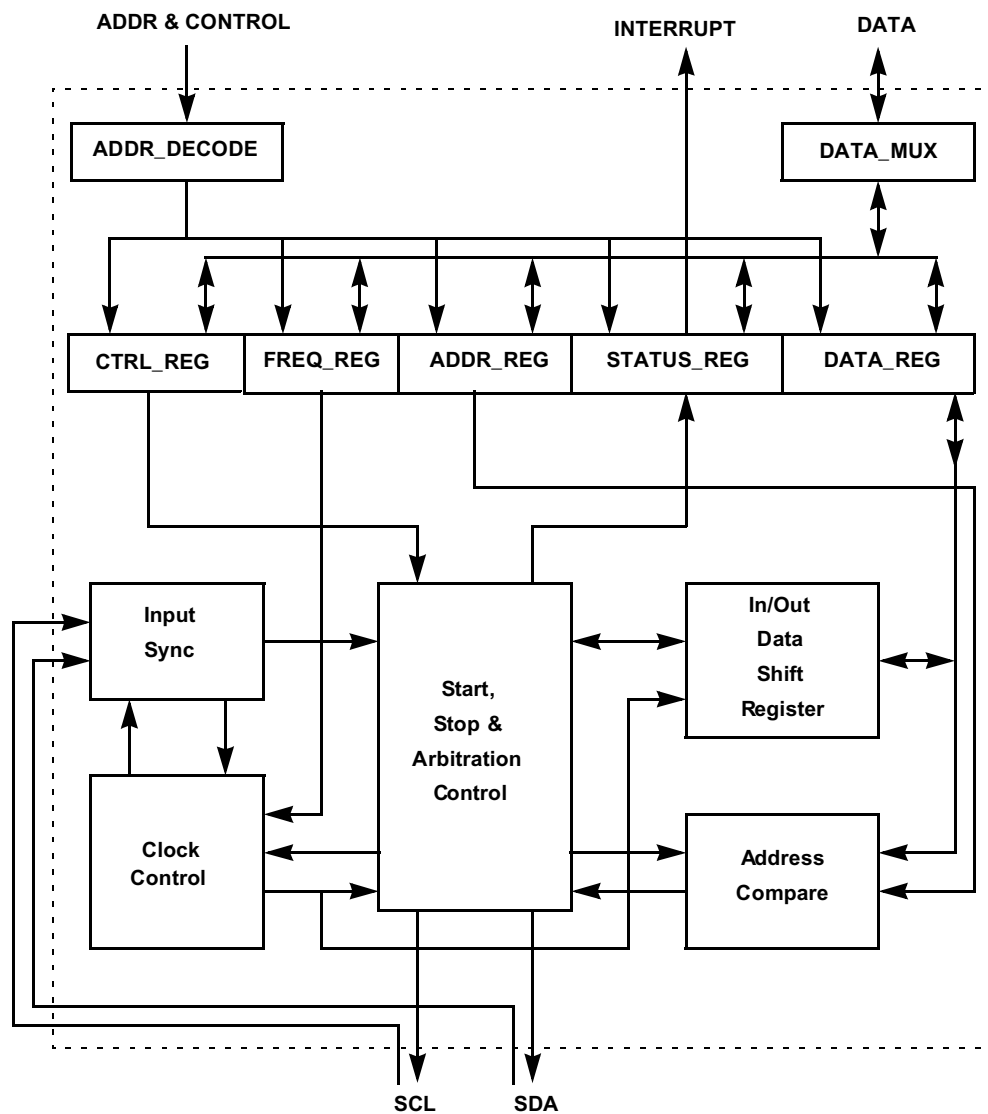 ADDR & CONTROL
INTERRUPT
DATA
ADDR_DECODE
DATA_MUX
CTRL_REG
FREQ_REG
ADDR_REG
STATUS_REG
DATA_REG
Input
Sync
Start,
Stop &
Arbitration
Control
In/Out
Data
Shift
Register
Clock
Control
Address
Compare
SCL
SDA